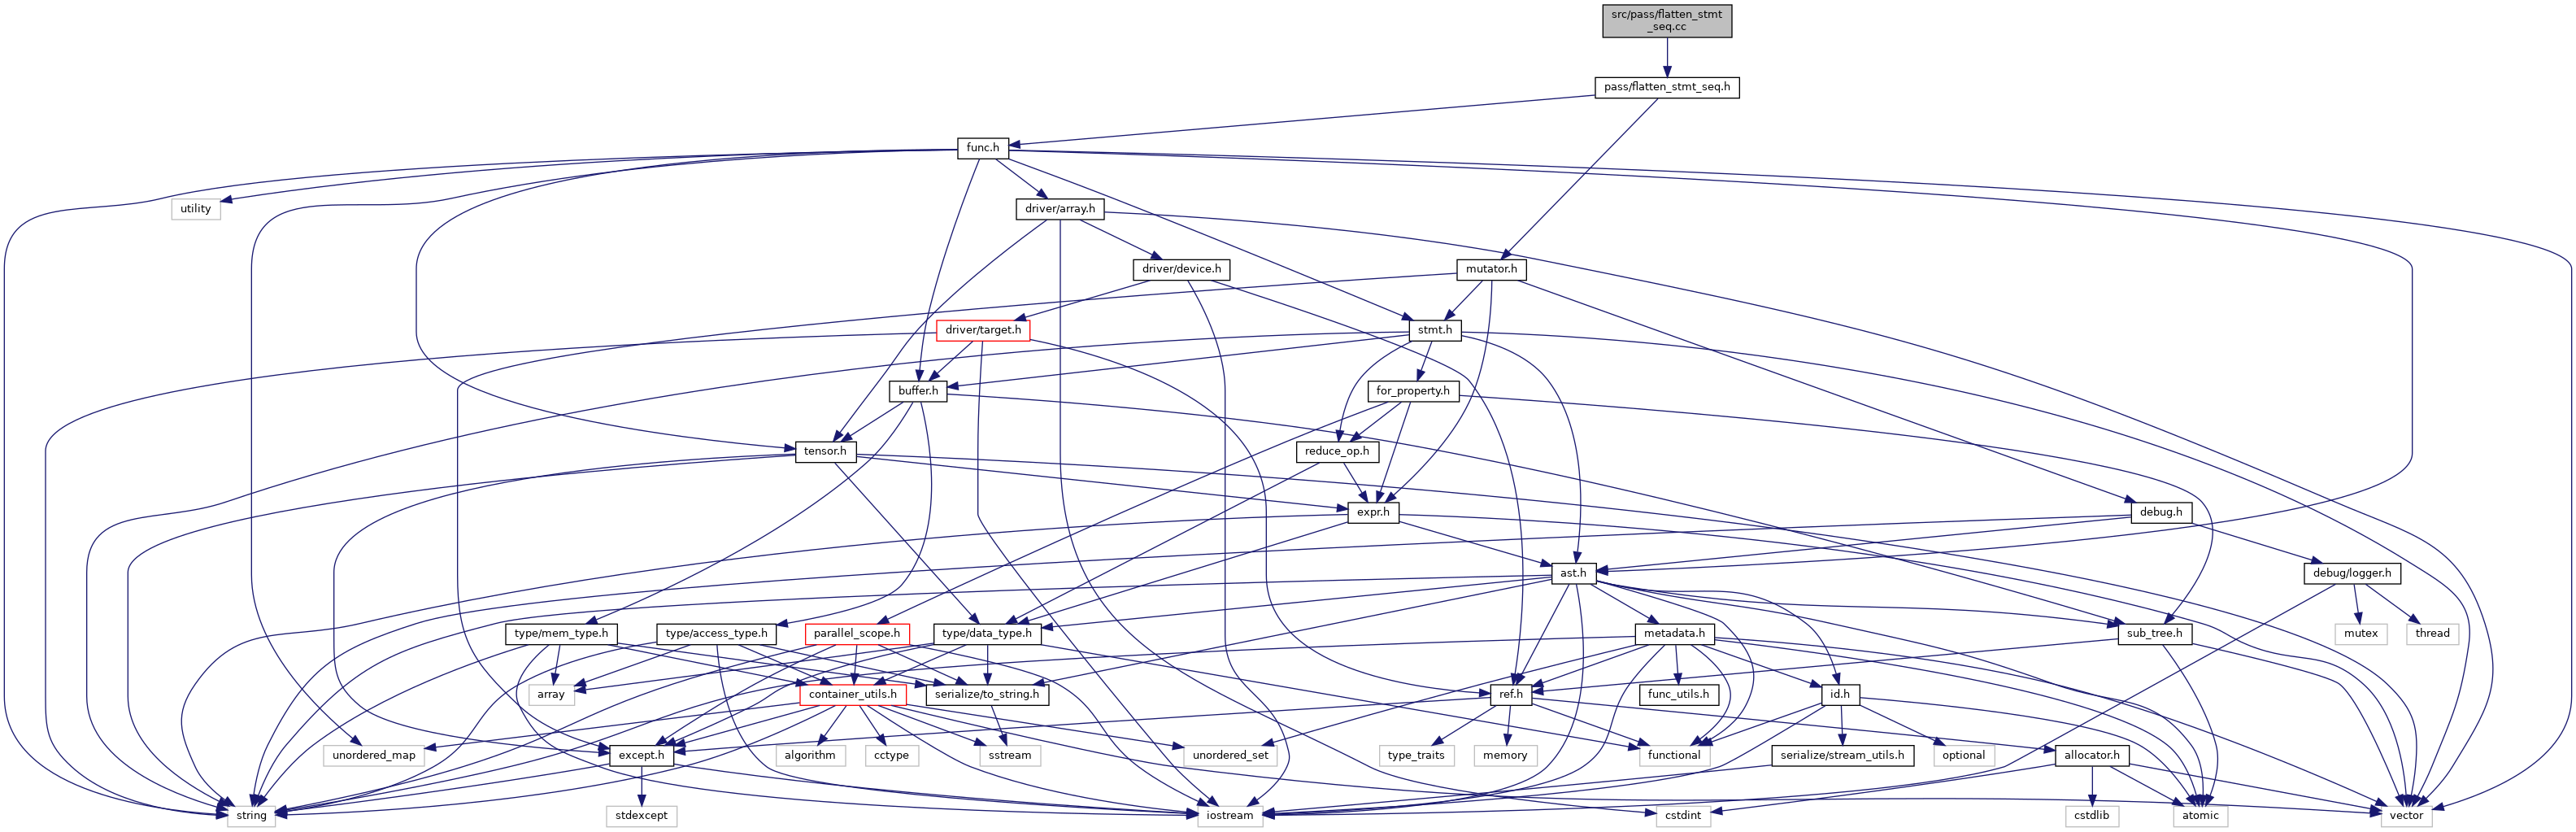 src/pass/flatten_stmt
_seq.cc
pass/flatten_stmt_seq.h
func.h
utility
driver/array.h
driver/device.h
mutator.h
driver/target.h
stmt.h
buffer.h
for_property.h
tensor.h
reduce_op.h
expr.h
debug.h
ast.h
debug/logger.h
type/mem_type.h
type/access_type.h
parallel_scope.h
type/data_type.h
metadata.h
sub_tree.h
mutex
thread
array
container_utils.h
serialize/to_string.h
ref.h
func_utils.h
id.h
unordered_map
except.h
algorithm
cctype
sstream
unordered_set
type_traits
memory
functional
serialize/stream_utils.h
optional
allocator.h
string
stdexcept
iostream
cstdint
cstdlib
atomic
vector